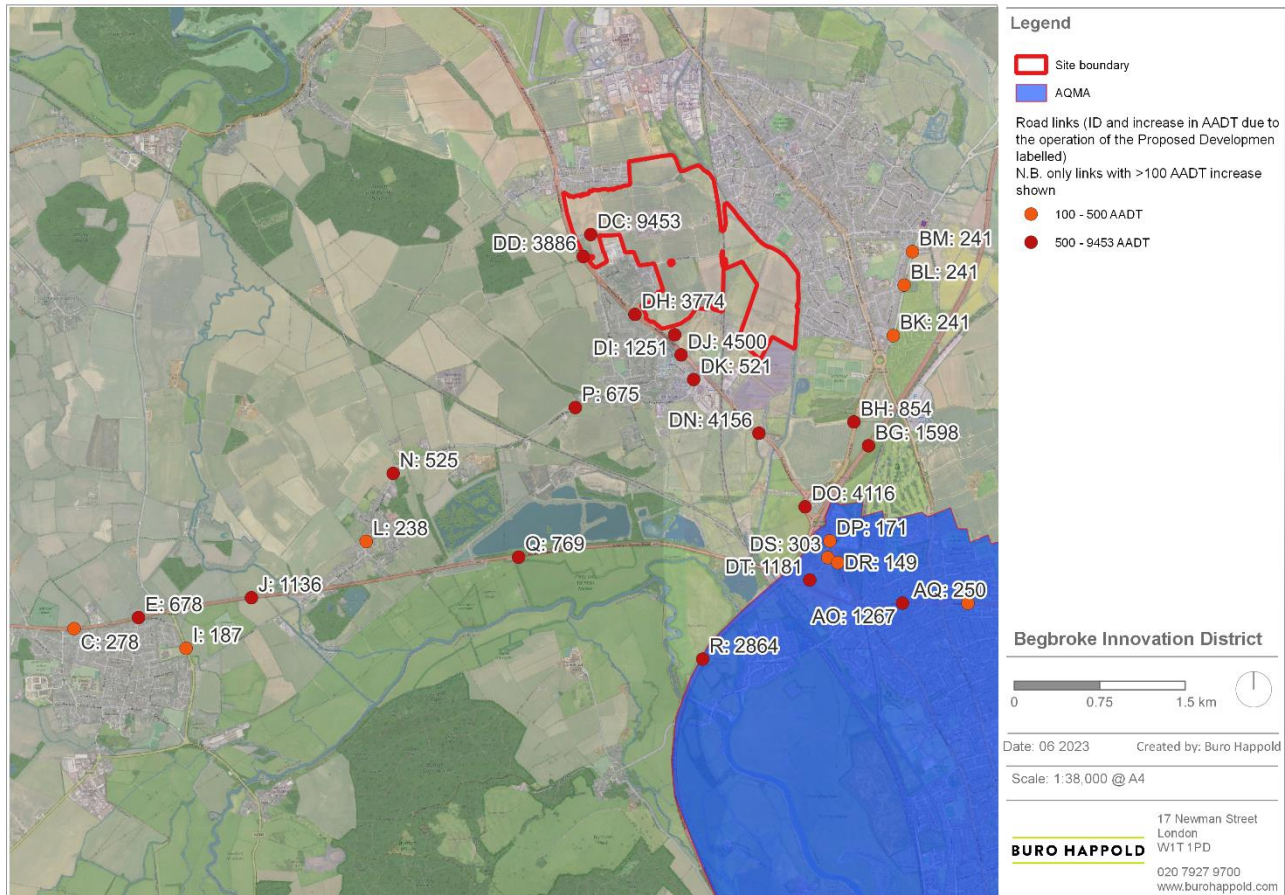 DC: 9453
DD: 3886
BM: 241
BL: 241
DH: 3774
BK: 241
DJ: 4500
DI: 1251
DK: 521
P: 675
BH: 854
DN: 4156
BG: 1598
N: 525
DO: 4116
L: 238
DP: 171
DS: 303
Q: 769
DR: 149
DT: 1181
J: 1136
AQ: 250
E: 678
AO: 1267
C: 278
I: 187
R: 2864
Legend
Site boundary
AQMA
Road links (ID and increase in AADT due to
the operation of the Proposed Developmen
labelled)
N.B. only links with >100 AADT increase
shown
100 - 500 AADT
500 - 9453 AADT
Begbroke Innovation District
0 0.75 1.5 km
Date: 06 2023 Created by: Buro Happold
Scale: 1:38,000 @ A4
BURO HAPPOLD
17 Newman Street
London
W1T 1PD
020 7927 9700
www.burohappold.com